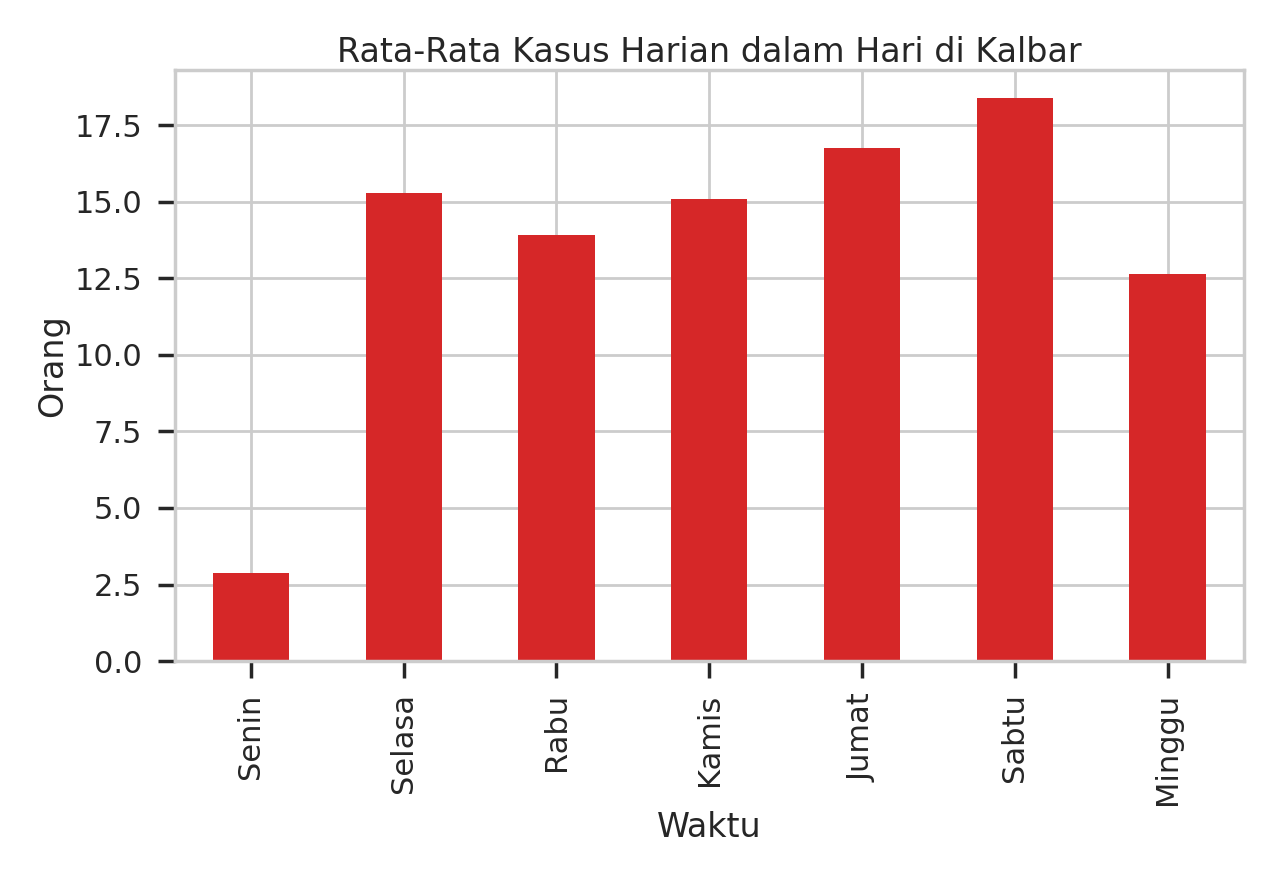 Rata-Rata Kasus Harian dalam Hari di Kalbar
17.5
15.0
12.5
10.0
7.5
5.0
2.5
0.0
Orang
Senin
Selasa
Rabu
Kamis
Jumat
Sabtu
Minggu
Waktu